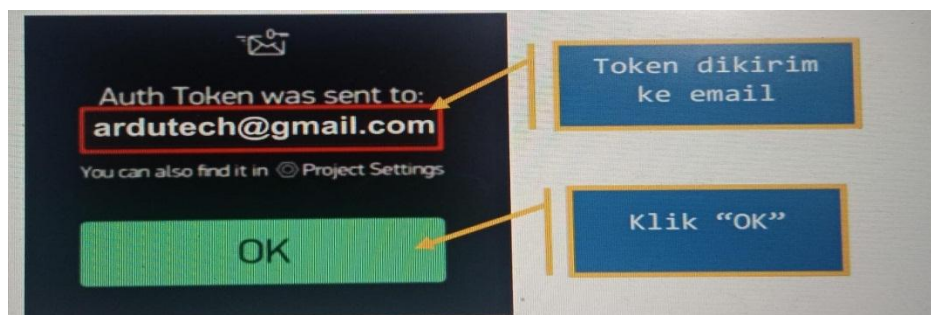 Auth Token was sent to:
ardutech@gmail.com
You can also find it in Project Settings
OK
Token dikirim
ke email
Klik “OK”